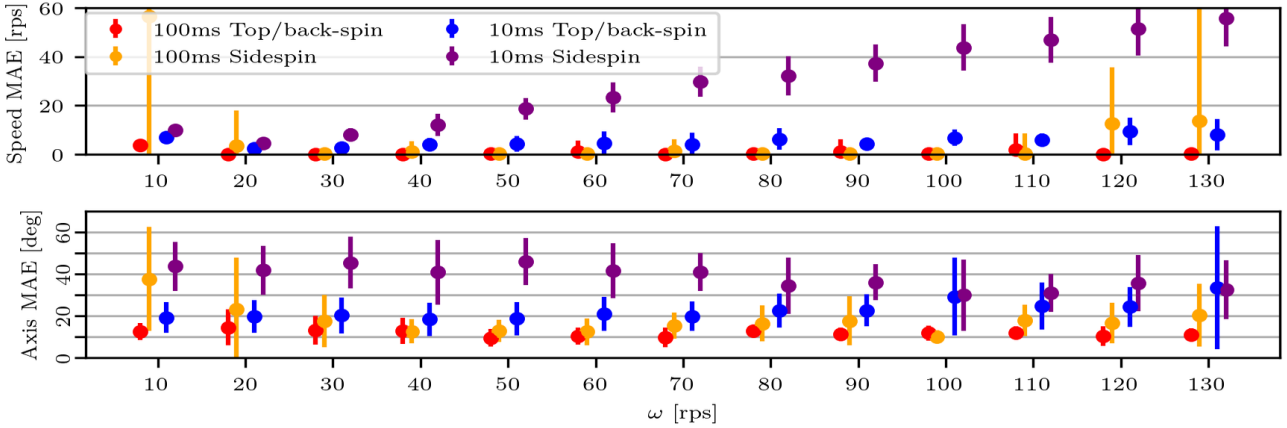 Speed MAE [rps]
60
40
20
0
100ms Top/back-spin
100ms Sidespin
10ms Top/back-spin
10ms Sidespin
10 20 30 40 50 60 70 80 90 100 110 120 130
Axis MAE [deg]
60
40
20
0
10 20 30 40 50 60 70 80 90 100 110 120 130
ω [rps]